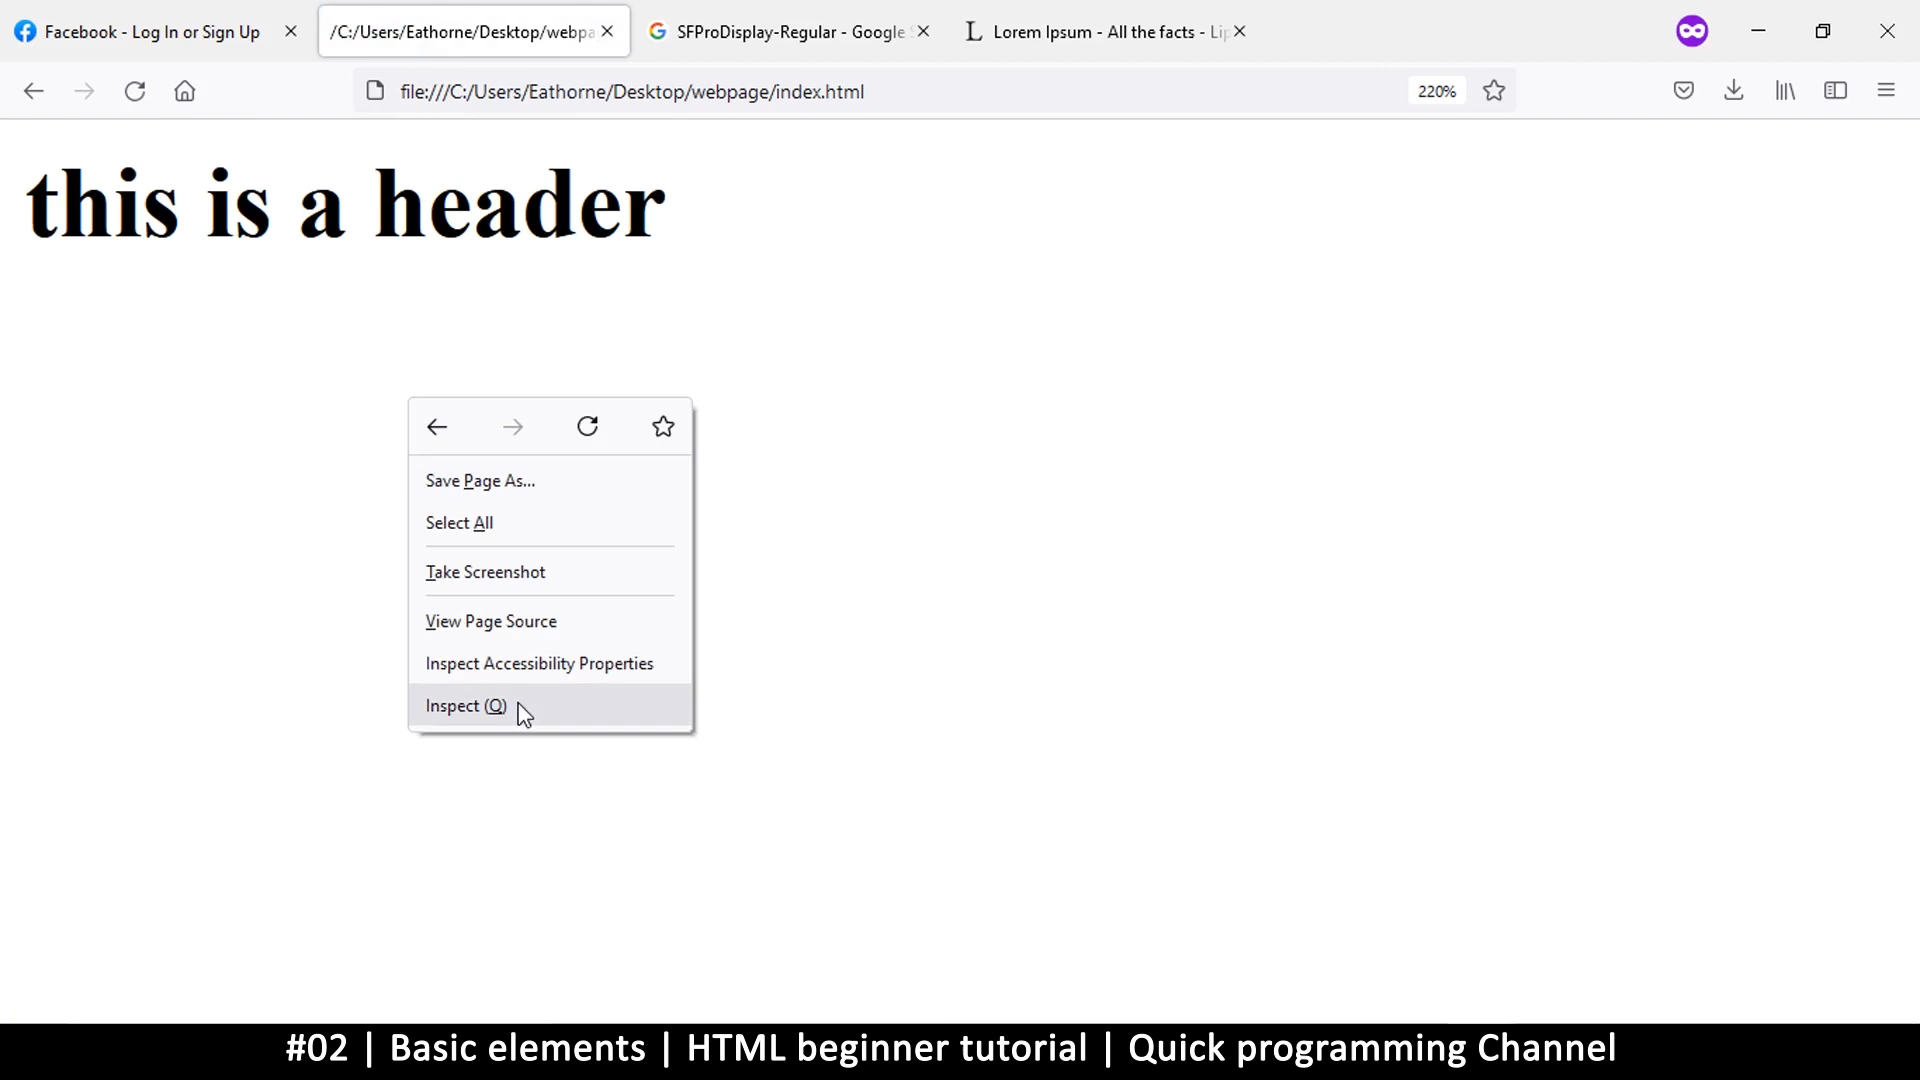 Facebook - Log In or Sign Up
/C:/Users/Eathorne/Desktop/webpa
SFProDisplay-Regular - Google
Lorem Ipsum - All the facts - Lip
file:///C:/Users/Eathorne/Desktop/webpage/index.html
220%
this is a header
Save Page As...
Select All
Take Screenshot
View Page Source
Inspect Accessibility Properties
Inspect (Q)
#02 | Basic elements | HTML beginner tutorial | Quick programming Channel